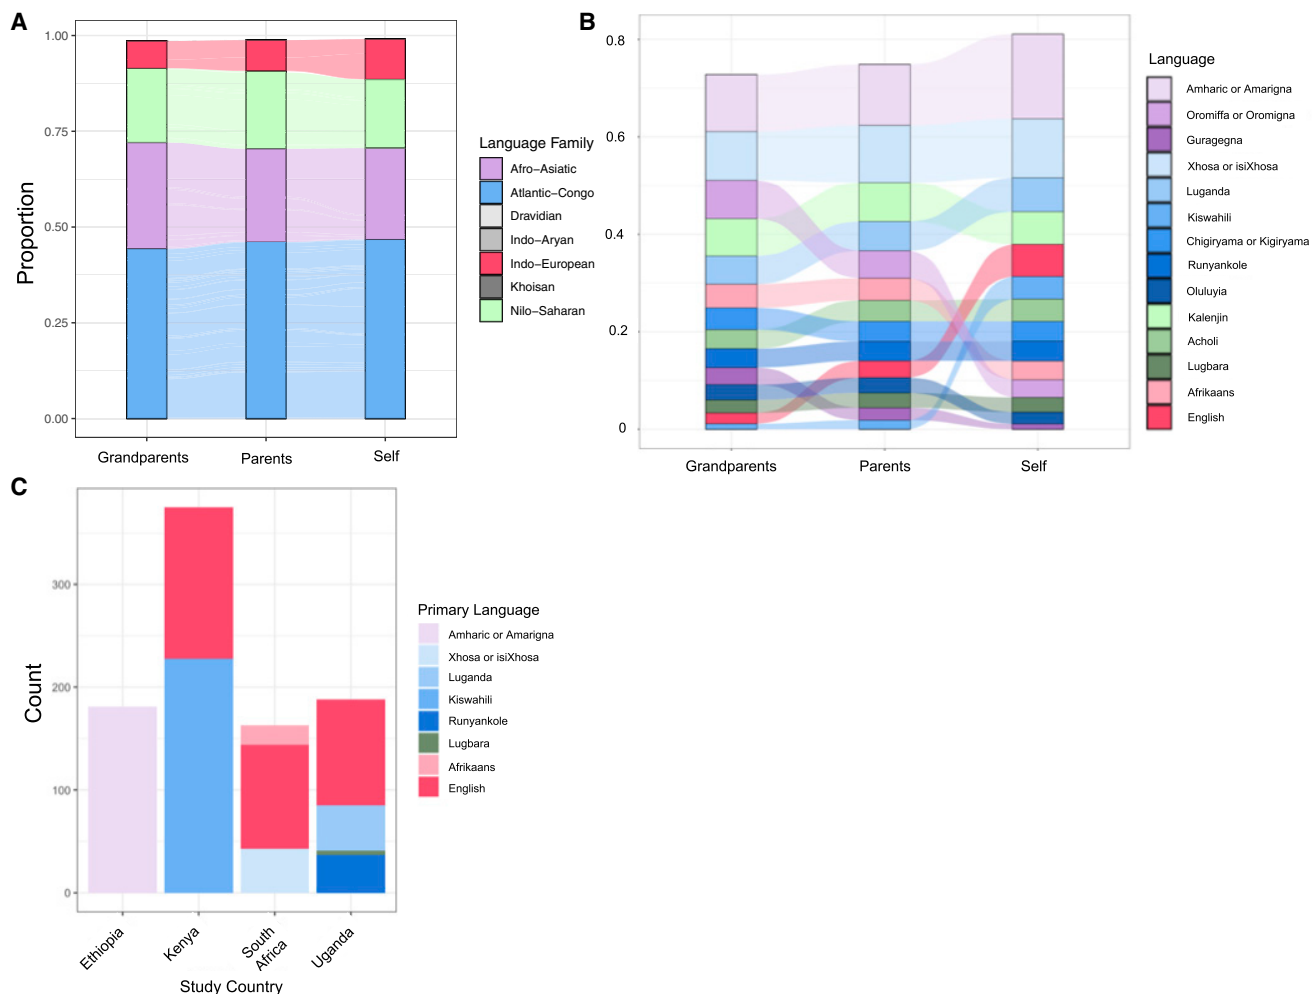 A
1.00
0.75
0.50
0.25
0.00
Proportion
Grandparents
Parents
Self
Language Family
Afro-Asiatic
Atlantic-Congo
Dravidian
Indo-Aryan
Indo-European
Khoisan
Nilo-Saharan
B
0.8
0.6
0.4
0.2
0
Grandparents
Parents
Self
Language
Amharic or Amarigna
Oromiffa or Oromigna
Guragegna
Xhosa or isiXhosa
Luganda
Kiswahili
Chigiryama or Kigiryama
Runyankole
Oluluyia
Kalenjin
Acholi
Lugbara
Afrikaans
English
C
300
200
100
0
Count
Ethiopia
Kenya
South
Africa
Uganda
Study Country
Primary Language
Amharic or Amarigna
Xhosa or isiXhosa
Luganda
Kiswahili
Runyankole
Lugbara
Afrikaans
English